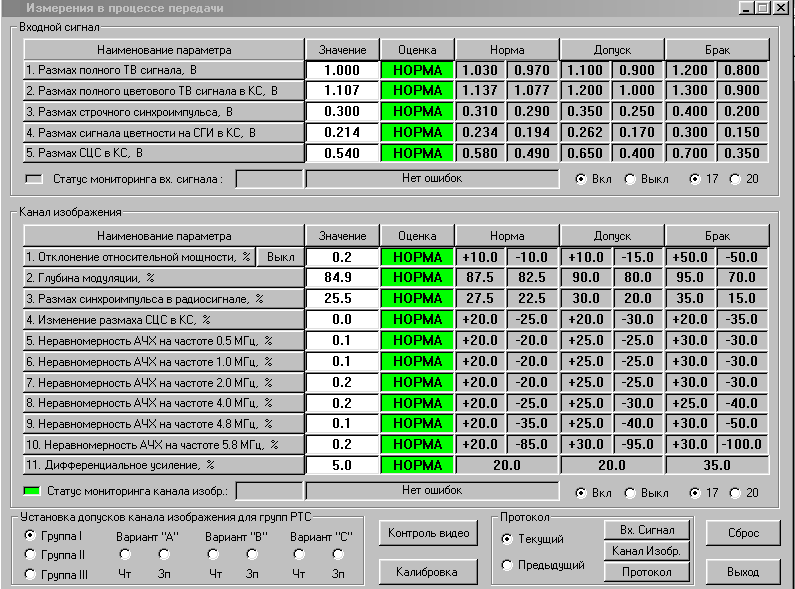 Измерения в процессе передачи
Входной сигнал
Наименование параметра Значение Оценка Норма Допуск Брак
1. Размах полного ТВ сигнала, В 1.000 НОРМА 1.030 0.970 1.100 0.900 1.200 0.800
2. Размах полного цветового ТВ сигнала в КС, В 1.107 НОРМА 1.137 1.077 1.200 1.000 1.300 0.900
3. Размах строчного синхроимпульса, В 0.300 НОРМА 0.310 0.290 0.350 0.250 0.400 0.200
4. Размах сигнала цветности на СГИ в КС, В 0.214 НОРМА 0.234 0.194 0.262 0.170 0.300 0.150
5. Размах СЦС в КС, В 0.540 НОРМА 0.580 0.490 0.650 0.400 0.700 0.350
Статус мониторинга вх. сигнала : Нет ошибок Вкл Выкл 17 20
Канал изображения
Наименование параметра Значение Оценка Норма Допуск Брак
1. Отклонение относительной мощности, % Выкл 0.2 НОРМА +10.0 -10.0 +10.0 -15.0 +50.0 -50.0
2. Глубина модуляции, % 84.9 НОРМА 87.5 82.5 90.0 80.0 95.0 70.0
3. Размах синхроимпульса в радиосигнале, % 25.5 НОРМА 27.5 22.5 30.0 20.0 35.0 15.0
4. Изменение размаха СЦС в КС, % 0.0 НОРМА +20.0 -25.0 +20.0 -30.0 +20.0 -35.0
5. Неравномерность АЧХ на частоте 0.5 МГц, % 0.1 НОРМА +20.0 -20.0 +25.0 -25.0 +30.0 -30.0
6. Неравномерность АЧХ на частоте 1.0 МГц, % 0.1 НОРМА +20.0 -20.0 +25.0 -25.0 +30.0 -30.0
7. Неравномерность АЧХ на частоте 2.0 МГц, % 0.2 НОРМА +20.0 -20.0 +25.0 -25.0 +30.0 -30.0
8. Неравномерность АЧХ на частоте 4.0 МГц, % 0.2 НОРМА +20.0 -25.0 +25.0 -30.0 +25.0 -40.0
9. Неравномерность АЧХ на частоте 4.8 МГц, % 0.1 НОРМА +20.0 -35.0 +25.0 -40.0 +30.0 -50.0
10. Неравномерность АЧХ на частоте 5.8 МГц, % 0.2 НОРМА +20.0 -85.0 +30.0 -95.0 +30.0 -100.0
11. Дифференциальное усиление, % 5.0 НОРМА 20.0 20.0 35.0
Статус мониторинга канала изобр.: Нет ошибок Вкл Выкл 17 20
Установка допусков канала изображения для групп РТС
Группа I Вариант "А" Вариант "В" Вариант "С"
Группа II
Группа III Чт Зп Чт Зп Чт Зп
Контроль видео
Калибровка
Протокол
Текущий
Предыдущий
Вх. Сигнал
Канал Изобр.
Протокол
Сброс
Выход